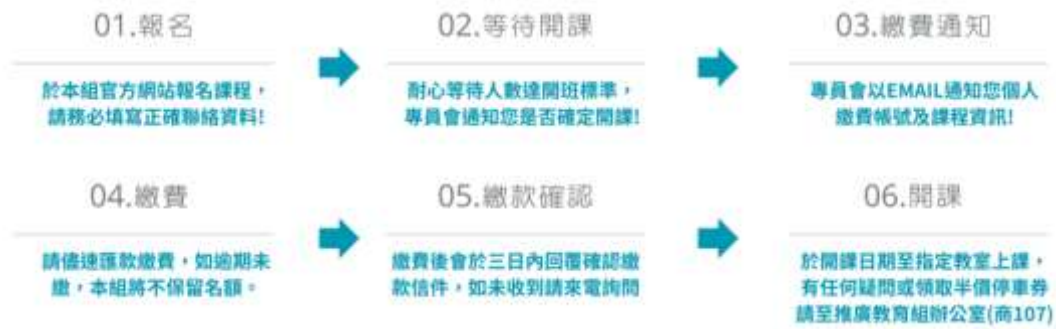 01.報名
於本組官方網站報名課程，
請務必填寫正確聯絡資料!
02.等待開課
耐心等待人數達開班標準，
專員會通知您是否確定開課!
03.繳費通知
專員會以EMAIL通知您個人
繳費帳號及課程資訊!
04.繳費
請儘速匯款繳費，如逾期未
繳，本組將不保留名額。
05.繳款確認
繳費後會於三日內回覆確認繳
款信件，如未收到請來電詢問
06.開課
於開課日期至指定教室上課，
有任何疑問或領取半價停車券
請至推廣教育組辦公室(商107)